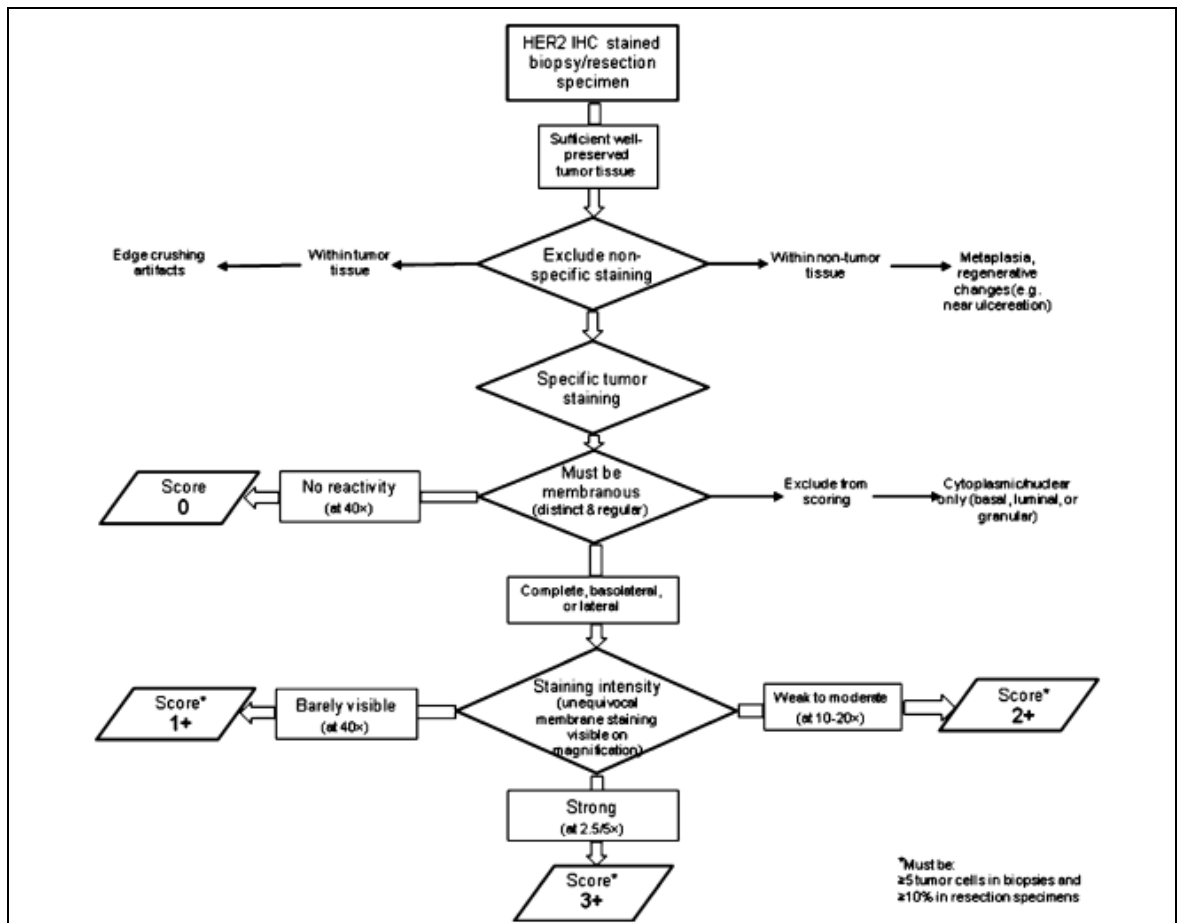 HER2 IHC stained
biopsy/resection
specimen
Sufficient well-
preserved
tumor tissue
Edge crushing
artifacts
Within tumor
tissue
Exclude non-
specific staining
Within non-tumor
tissue
Metaplasia,
regenerative
changes (e.g.
near ulcereation)
Specific tumor
staining
Score
0
No reactivity
(at 40×)
Must be
membranous
(distinct & regular)
Exclude from
scoring
Cytoplasmic/nuclear
only (basal, luminal, or
granular)
Complete, basolateral,
or lateral
Score*
1+
Barely visible
(at 40×)
Staining intensity
(unequivocal
membrane staining
visible on
magnification)
Weak to moderate
(at 10-20×)
Score*
2+
Strong
(at 2.5/5×)
Score*
3+
*Must be:
≥5 tumor cells in biopsies and
≥10% in resection specimens